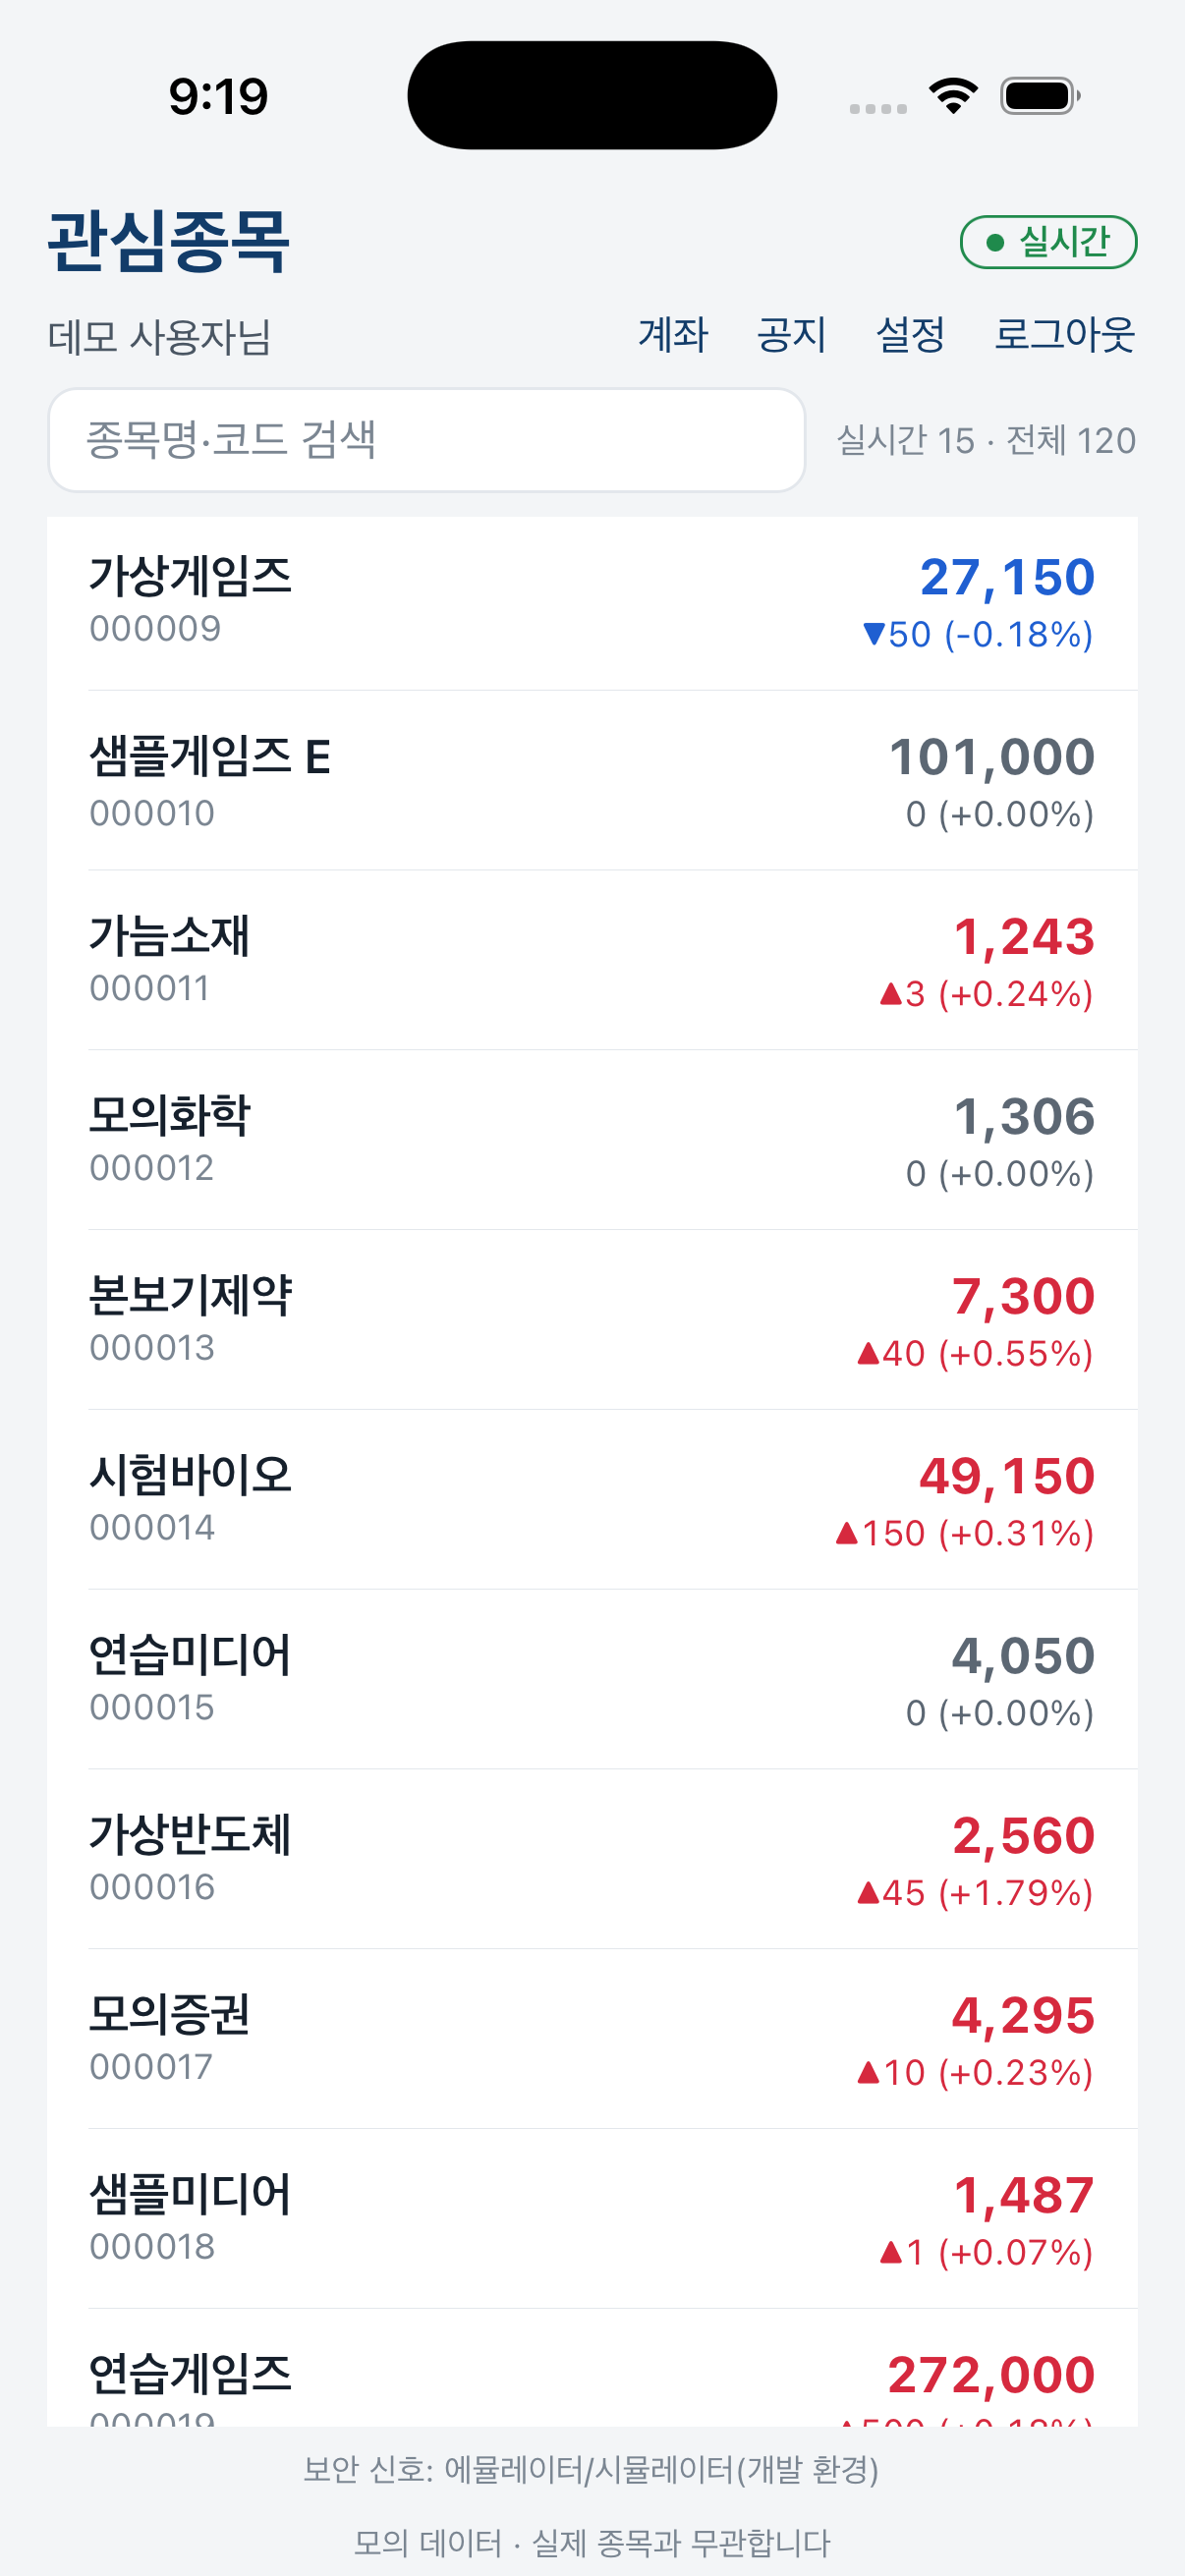 9:19
관심종목
실시간
데모 사용자님
계좌 공지 설정 로그아웃
종목명·코드 검색
실시간 15 · 전체 120
가상게임즈
27,150
000009
▼50 (-0.18%)
샘플게임즈 E
101,000
000010
0 (+0.00%)
가늠소재
1,243
000011
▲3 (+0.24%)
모의화학
1,306
000012
0 (+0.00%)
본보기제약
7,300
000013
▲40 (+0.55%)
시험바이오
49,150
000014
▲150 (+0.31%)
연습미디어
4,050
000015
0 (+0.00%)
가상반도체
2,560
000016
▲45 (+1.79%)
모의증권
4,295
000017
▲10 (+0.23%)
샘플미디어
1,487
000018
▲1 (+0.07%)
연습게임즈
272,000
000019
▲500 (+0.18%)
보안 신호: 에뮬레이터/시뮬레이터(개발 환경)
모의 데이터 · 실제 종목과 무관합니다